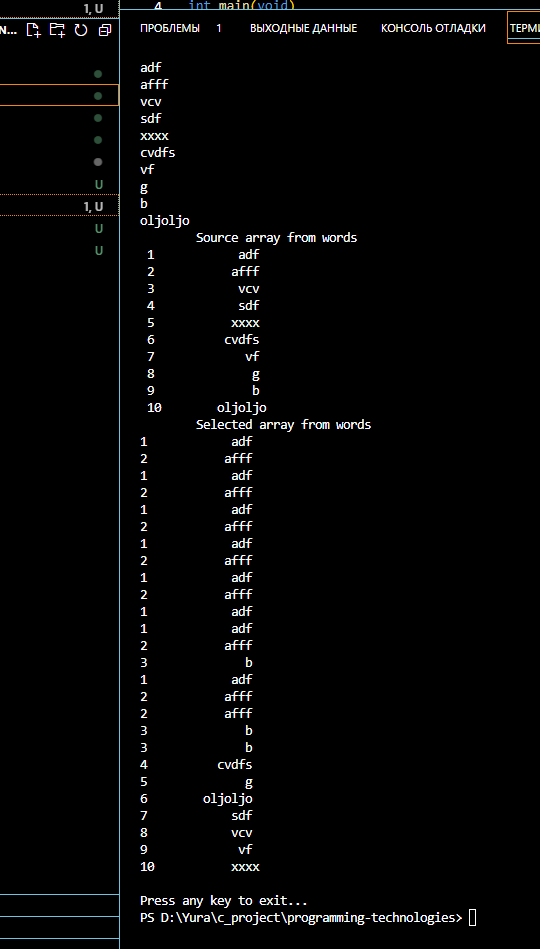 1, U
4 int main(void)
N...
ПРОБЛЕМЫ 1 ВЫХОДНЫЕ ДАННЫЕ КОНСОЛЬ ОТЛАДКИ ТЕРМИ
U
1, U
U
U
adf
afff
vcv
sdf
xxxx
cvdfs
vf
g
b
oljoljo
Source array from words
1 adf
2 afff
3 vcv
4 sdf
5 xxxx
6 cvdfs
7 vf
8 g
9 b
10 oljoljo
Selected array from words
1 adf
2 afff
1 adf
2 afff
1 adf
2 afff
1 adf
2 afff
1 adf
2 afff
1 adf
1 adf
2 afff
3 b
1 adf
2 afff
2 afff
3 b
3 b
4 cvdfs
5 g
6 oljoljo
7 sdf
8 vcv
9 vf
10 xxxx
Press any key to exit...
PS D:\Yura\c_project\programming-technologies>